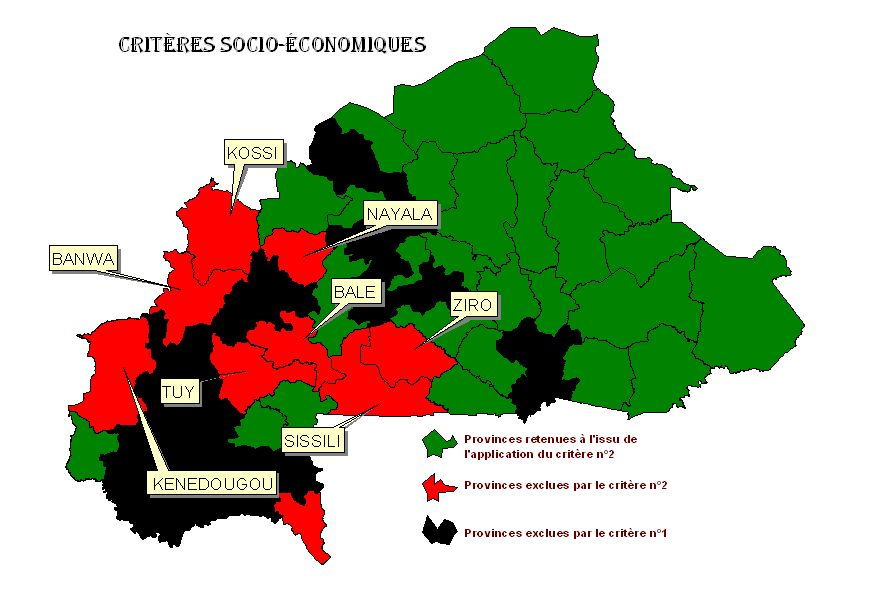 CRITÈRES SOCIO-ÉCONOMIQUES
KOSSI
NAYALA
BANWA
BALE
ZIRO
TUY
SISSILI
KENEDOUGOU
Provinces retenues à l'issu de
l'application du critère n°2
Provinces exclues par le critère n°2
Provinces exclues par le critère n°1